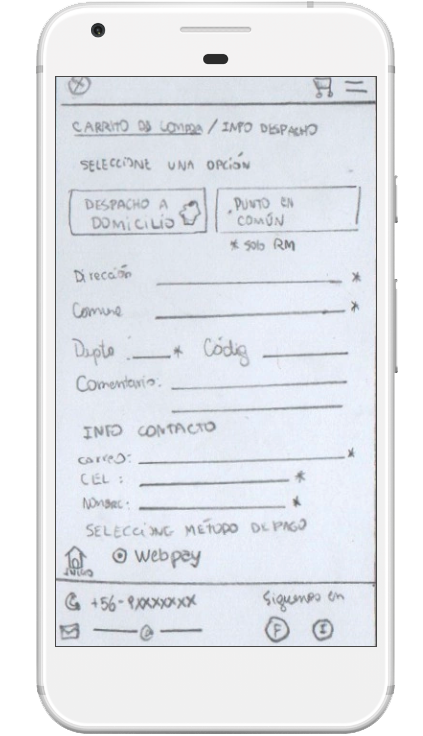 CARRITO DE COMPRA / INFO DESPACHO
SELECCIONE UNA OPCIÓN
DESPACHO A DOMICILIO
PUNTO EN COMÚN
* SOLO RM
Dirección *
Comuna *
Depto : * Códig
Comentario:
INFO CONTACTO
correo: *
CEL : *
Nombre: *
SELECCIONE MÉTODO DE PAGO
INICIO
Webpay
+56-9XXXXXXX Siguenos en
@ F I